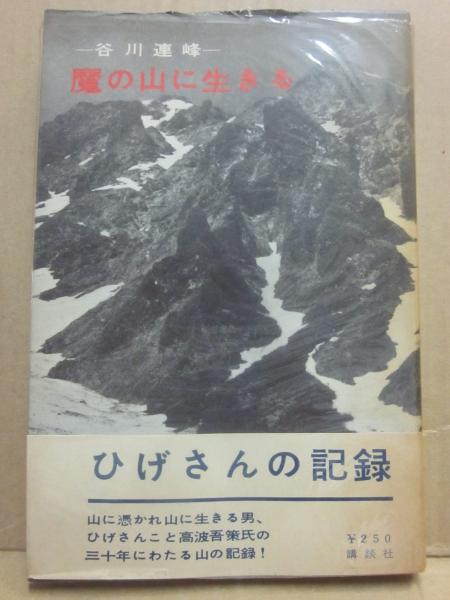 ―谷川連峰―
魔の山に生きる
ひげさんの記録
山に憑かれ山に生きる男、
ひげさんこと高波吾策氏の
三十年にわたる山の記録！
¥250
講談社